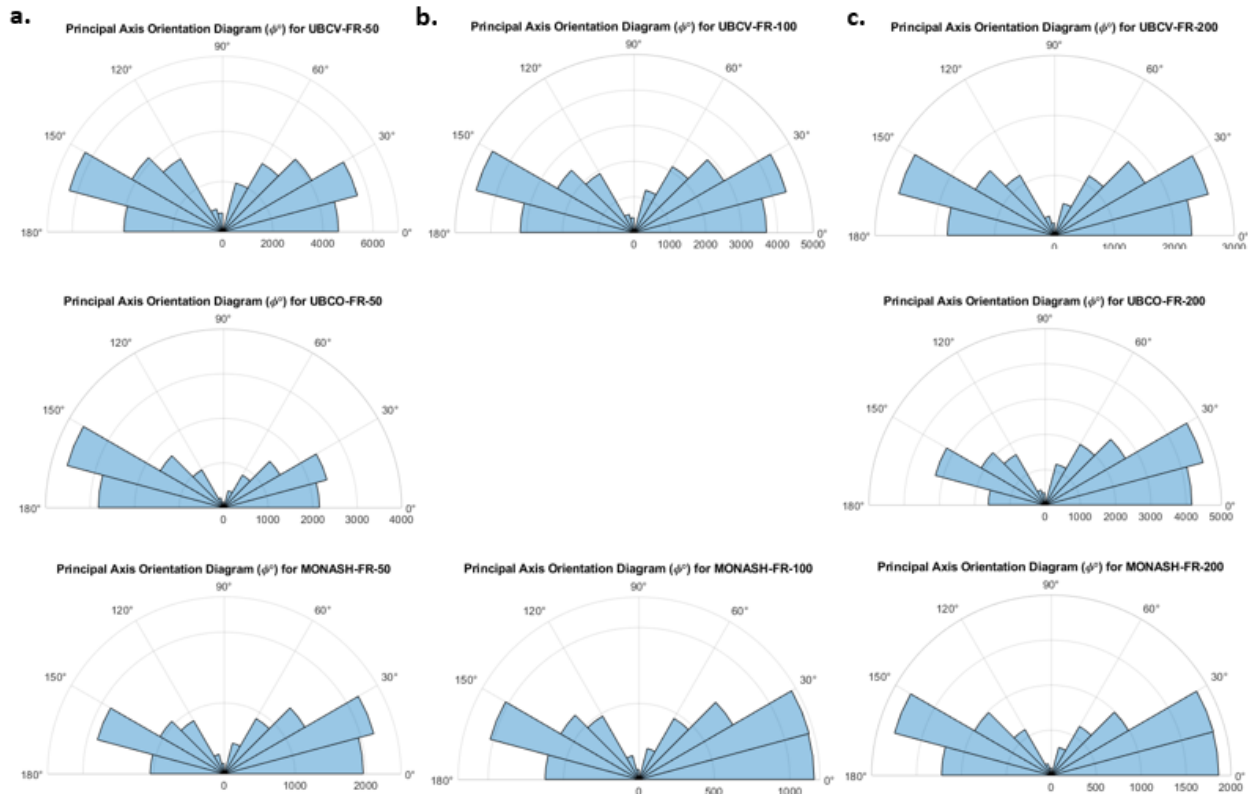 a.
Principal Axis Orientation Diagram (ϕ°) for UBCV-FR-50
90°
120° 60°
150° 30°
180° 0°
0 2000 4000 6000
b.
Principal Axis Orientation Diagram (ϕ°) for UBCV-FR-100
90°
120° 60°
150° 30°
180° 0°
0 1000 2000 3000 4000 5000
c.
Principal Axis Orientation Diagram (ϕ°) for UBCV-FR-200
90°
120° 60°
150° 30°
180° 0°
0 1000 2000 3000
Principal Axis Orientation Diagram (ϕ°) for UBCO-FR-50
90°
120° 60°
150° 30°
180° 0°
0 1000 2000 3000 4000
Principal Axis Orientation Diagram (ϕ°) for UBCO-FR-200
90°
120° 60°
150° 30°
180° 0°
0 1000 2000 3000 4000 5000
Principal Axis Orientation Diagram (ϕ°) for MONASH-FR-50
90°
120° 60°
150° 30°
180° 0°
0 1000 2000
Principal Axis Orientation Diagram (ϕ°) for MONASH-FR-100
90°
120° 60°
150° 30°
180° 0°
0 500 1000
Principal Axis Orientation Diagram (ϕ°) for MONASH-FR-200
90°
120° 60°
150° 30°
180° 0°
0 500 1000 1500 2000